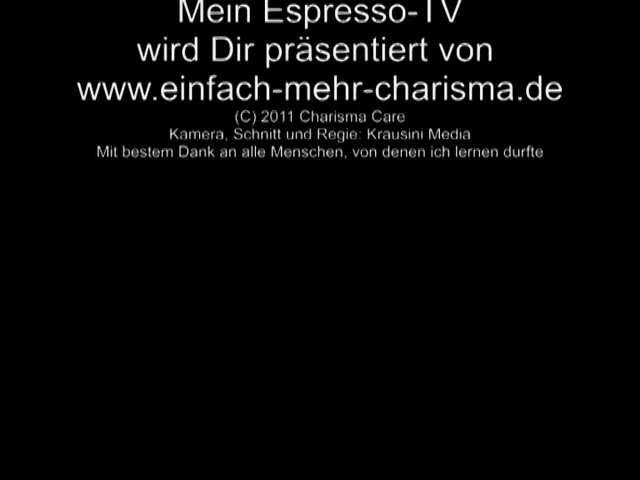 Mein Espresso-TV
wird Dir präsentiert von
www.einfach-mehr-charisma.de
(C) 2011 Charisma Care
Kamera, Schnitt und Regie: Krausini Media
Mit bestem Dank an alle Menschen, von denen ich lernen durfte